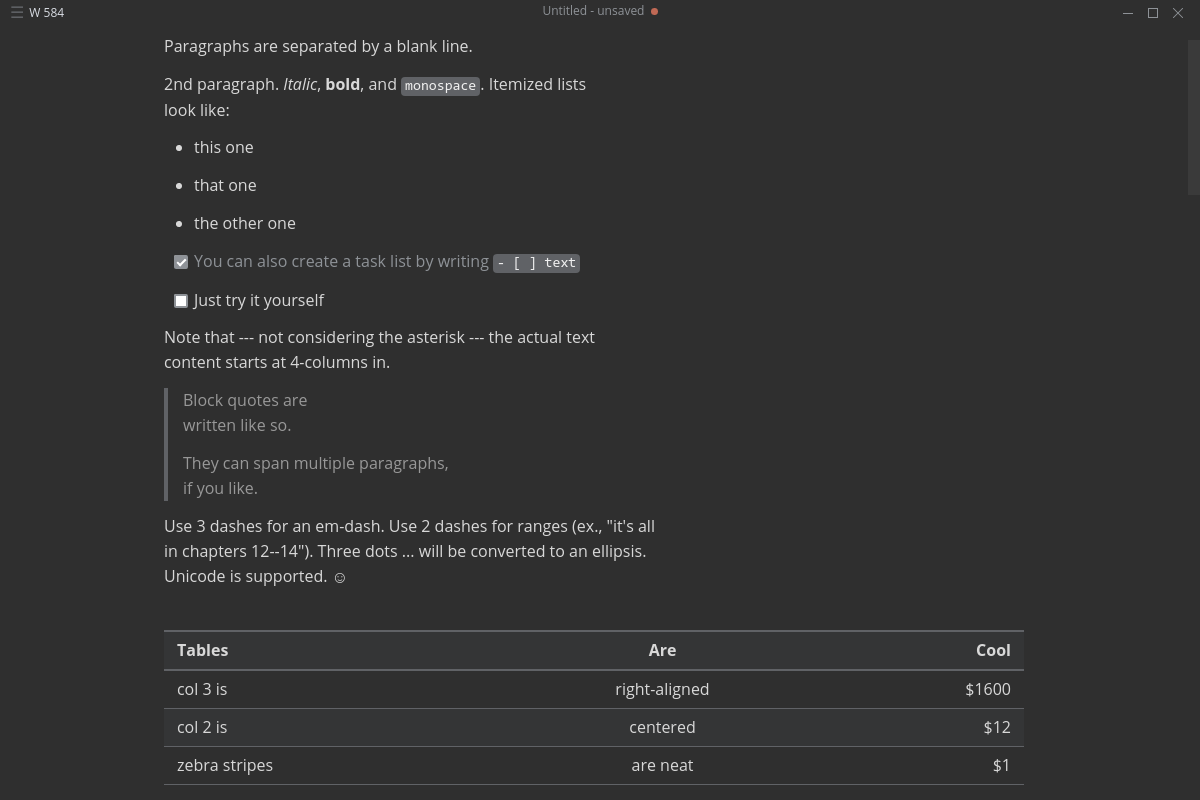 W 584
Untitled - unsaved
Paragraphs are separated by a blank line.
2nd paragraph. Italic, bold, and monospace. Itemized lists
look like:
this one
that one
the other one
You can also create a task list by writing - [ ] text
Just try it yourself
Note that --- not considering the asterisk --- the actual text
content starts at 4-columns in.
Block quotes are
written like so.
They can span multiple paragraphs,
if you like.
Use 3 dashes for an em-dash. Use 2 dashes for ranges (ex., "it's all
in chapters 12--14"). Three dots ... will be converted to an ellipsis.
Unicode is supported. ☺
Tables Are Cool
col 3 is right-aligned $1600
col 2 is centered $12
zebra stripes are neat $1